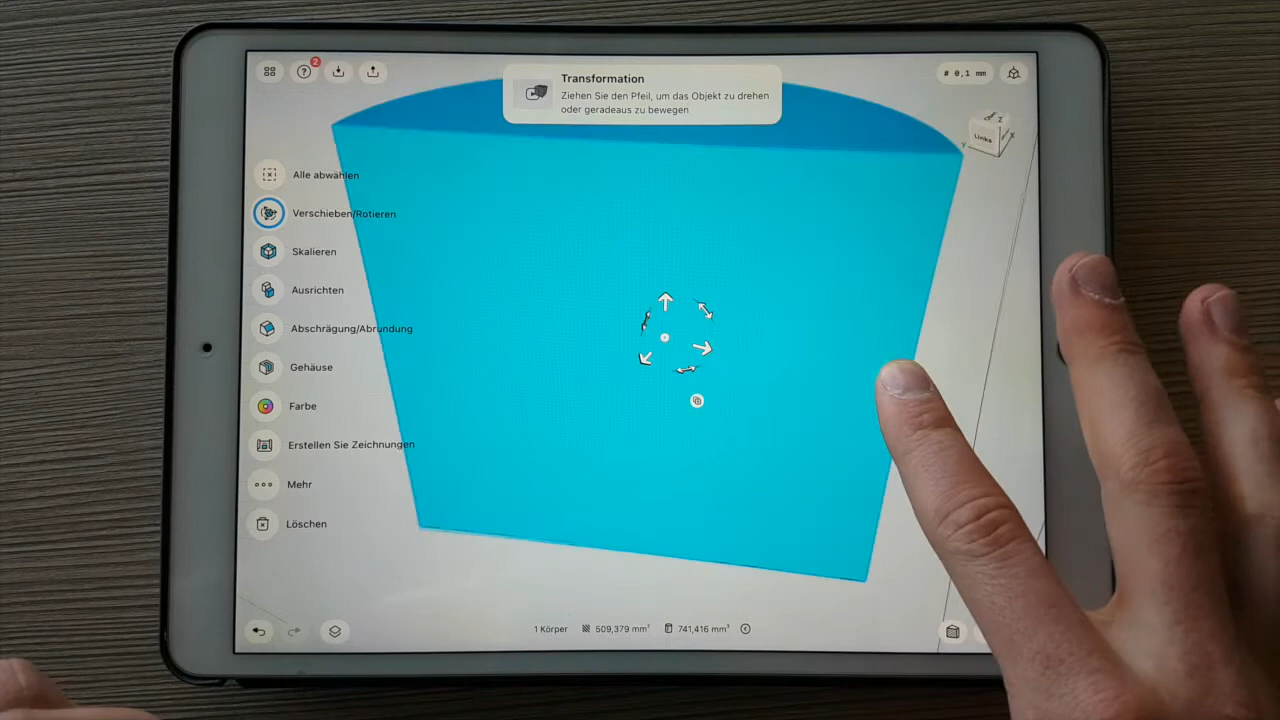 2
Transformation
Ziehen Sie den Pfeil, um das Objekt zu drehen
oder geradeaus zu bewegen
# 0,1 mm
Z
X
Y
Links
Alle abwählen
Verschieben/Rotieren
Skalieren
Ausrichten
Abschrägung/Abrundung
Gehäuse
Farbe
Erstellen Sie Zeichnungen
Mehr
Löschen
1 Körper 509,379 mm² 741,416 mm³